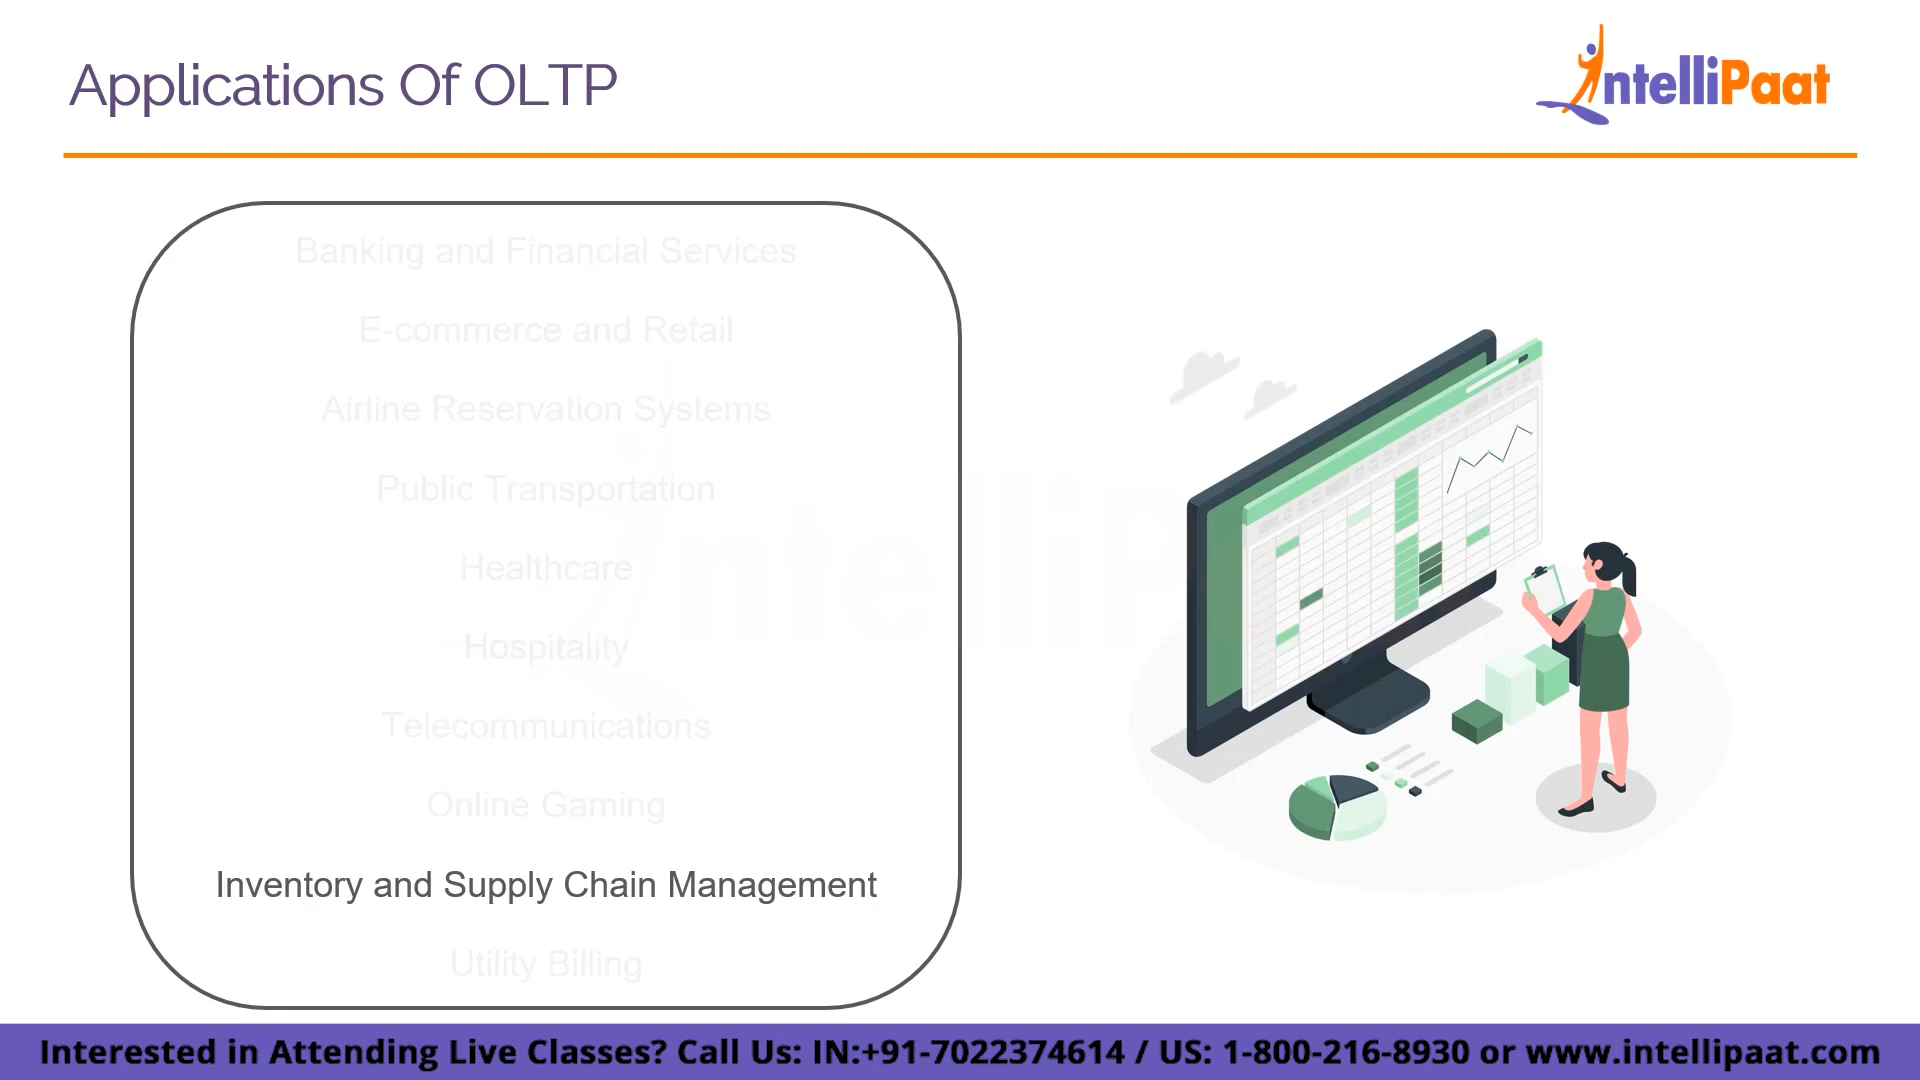 Applications Of OLTP
IntelliPaat
Banking and Financial Services
E-commerce and Retail
Airline Reservation Systems
Public Transportation
Healthcare
Hospitality
Telecommunications
Online Gaming
Inventory and Supply Chain Management
Utility Billing
Interested in Attending Live Classes? Call Us: IN:+91-7022374614 / US: 1-800-216-8930 or www.intellipaat.com